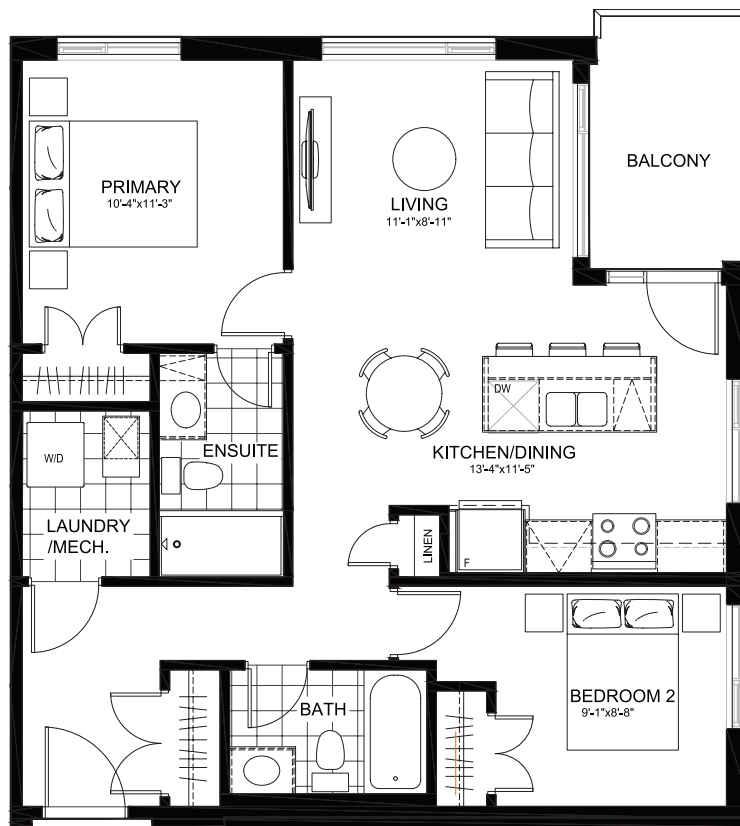 BALCONY
PRIMARY
10'-4"x11'-3"
LIVING
11'-1"x8'-11"
DW
ENSUITE
KITCHEN/DINING
13'-4"x11'-5"
W/D
LAUNDRY
/MECH.
LINEN
F
BEDROOM 2
9'-1"x8'-8"
BATH